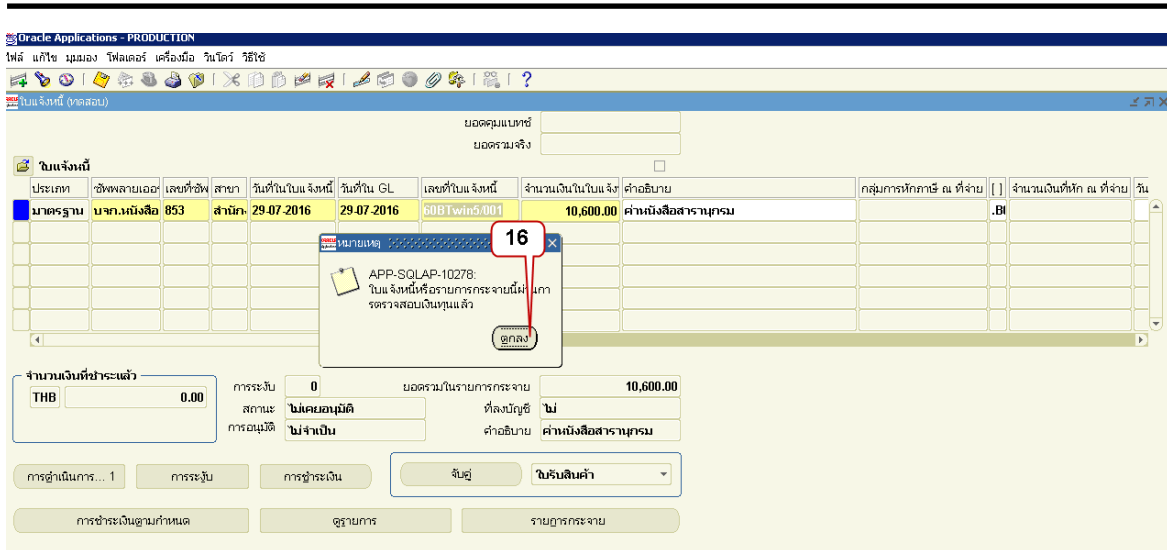 Oracle Applications - PRODUCTION
ไฟล์ แก้ไข มุมมอง โฟลเดอร์ เครื่องมือ วินโดว์ วิธีใช้
ใบแจ้งหนี้ (ทดสอบ)
ยอดคุมแบทช์
ยอดรวมจริง
ใบแจ้งหนี้
ประเภท ซัพพลายเออร เลขที่ซัพ สาขา วันที่ในใบแจ้งหนี้ วันที่ใน GL เลขที่ใบแจ้งหนี้ จำนวนเงินในใบแจ้ง คำอธิบาย กลุ่มการหักภาษี ณ ที่จ่าย [ ] จำนวนเงินที่หัก ณ ที่จ่าย วัน
มาตรฐาน บจก.หนังสือ 853 สำนัก 29-07-2016 29-07-2016 60BTwin5/001 10,600.00 ค่าหนังสือสารานุกรม
หมายเหตุ 16
APP-SQLAP-10278:
ใบแจ้งหนี้หรือรายการกระจายนี้ผ่านกา
รตรวจสอบเงินทุนแล้ว
ตกลง
จำนวนเงินที่ชำระแล้ว
THB 0.00
การระงับ 0 ยอดรวมในรายการกระจาย 10,600.00
สถานะ ไม่เคยอนุมัติ ที่ลงบัญชี ไม่
การอนุมัติ ไม่จำเป็น คำอธิบาย ค่าหนังสือสารานุกรม
การดำเนินการ... 1 การระงับ การชำระเงิน จับคู่ ใบรับสินค้า
การชำระเงินตามกำหนด ดูรายการ รายการกระจาย